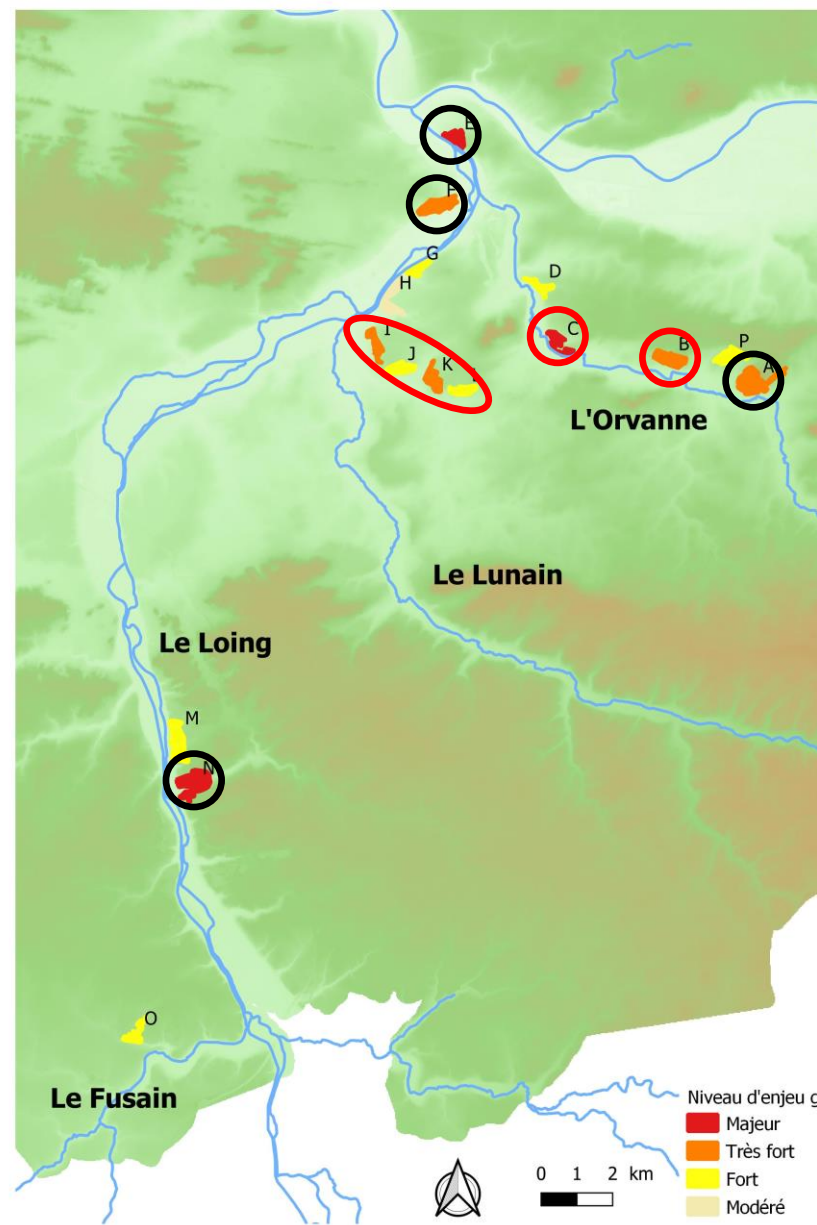 E
F
G
H
D
I
C
J
K
B
P
A
L'Orvanne
Le Lunain
Le Loing
M
N
O
Le Fusain
Niveau d'enjeu g
Majeur
Très fort
Fort
Modéré
0 1 2 km